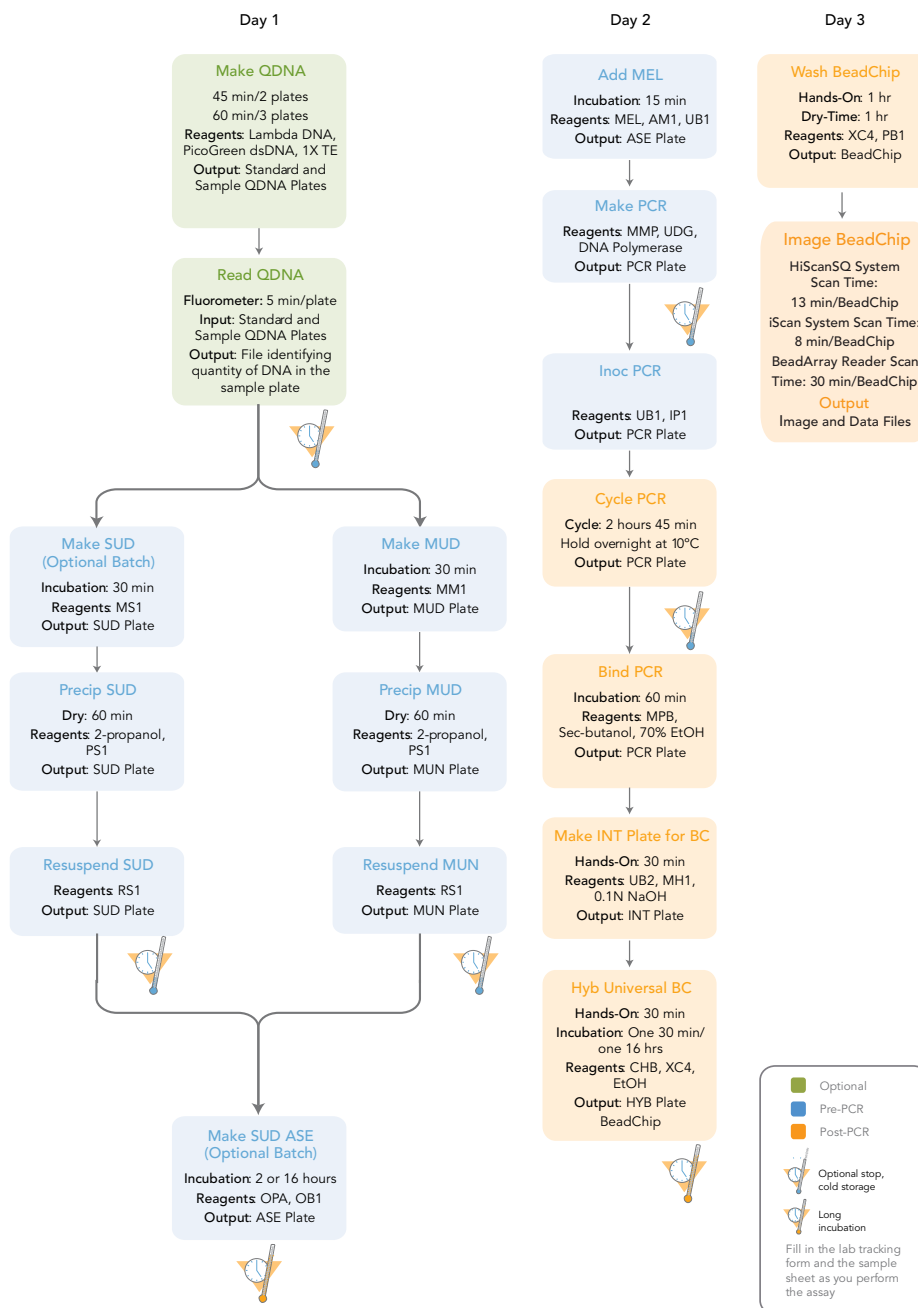 Day 1
Make QDNA
45 min/2 plates
60 min/3 plates
Reagents: Lambda DNA,
PicoGreen dsDNA, 1X TE
Output: Standard and
Sample QDNA Plates
Read QDNA
Fluorometer: 5 min/plate
Input: Standard and
Sample QDNA Plates
Output: File identifying
quantity of DNA in the
sample plate
Make SUD
(Optional Batch)
Incubation: 30 min
Reagents: MS1
Output: SUD Plate
Precip SUD
Dry: 60 min
Reagents: 2-propanol,
PS1
Output: SUD Plate
Resuspend SUD
Reagents: RS1
Output: SUD Plate
Make MUD
Incubation: 30 min
Reagents: MM1
Output: MUD Plate
Precip MUD
Dry: 60 min
Reagents: 2-propanol,
PS1
Output: MUN Plate
Resuspend MUN
Reagents: RS1
Output: MUN Plate
Make SUD ASE
(Optional Batch)
Incubation: 2 or 16 hours
Reagents: OPA, OB1
Output: ASE Plate
Day 2
Add MEL
Incubation: 15 min
Reagents: MEL, AM1, UB1
Output: ASE Plate
Make PCR
Reagents: MMP, UDG,
DNA Polymerase
Output: PCR Plate
Inoc PCR
Reagents: UB1, IP1
Output: PCR Plate
Cycle PCR
Cycle: 2 hours 45 min
Hold overnight at 10°C
Output: PCR Plate
Bind PCR
Incubation: 60 min
Reagents: MPB,
Sec-butanol, 70% EtOH
Output: PCR Plate
Make INT Plate for BC
Hands-On: 30 min
Reagents: UB2, MH1,
0.1N NaOH
Output: INT Plate
Hyb Universal BC
Hands-On: 30 min
Incubation: One 30 min/
one 16 hrs
Reagents: CHB, XC4,
EtOH
Output: HYB Plate
BeadChip
Day 3
Wash BeadChip
Hands-On: 1 hr
Dry-Time: 1 hr
Reagents: XC4, PB1
Output: BeadChip
Image BeadChip
HiScanSQ System
Scan Time:
13 min/BeadChip
iScan System Scan Time:
8 min/BeadChip
BeadArray Reader Scan
Time: 30 min/BeadChip
Output
Image and Data Files
Optional
Pre-PCR
Post-PCR
Optional stop,
cold storage
Long
incubation
Fill in the lab tracking
form and the sample
sheet as you perform
the assay